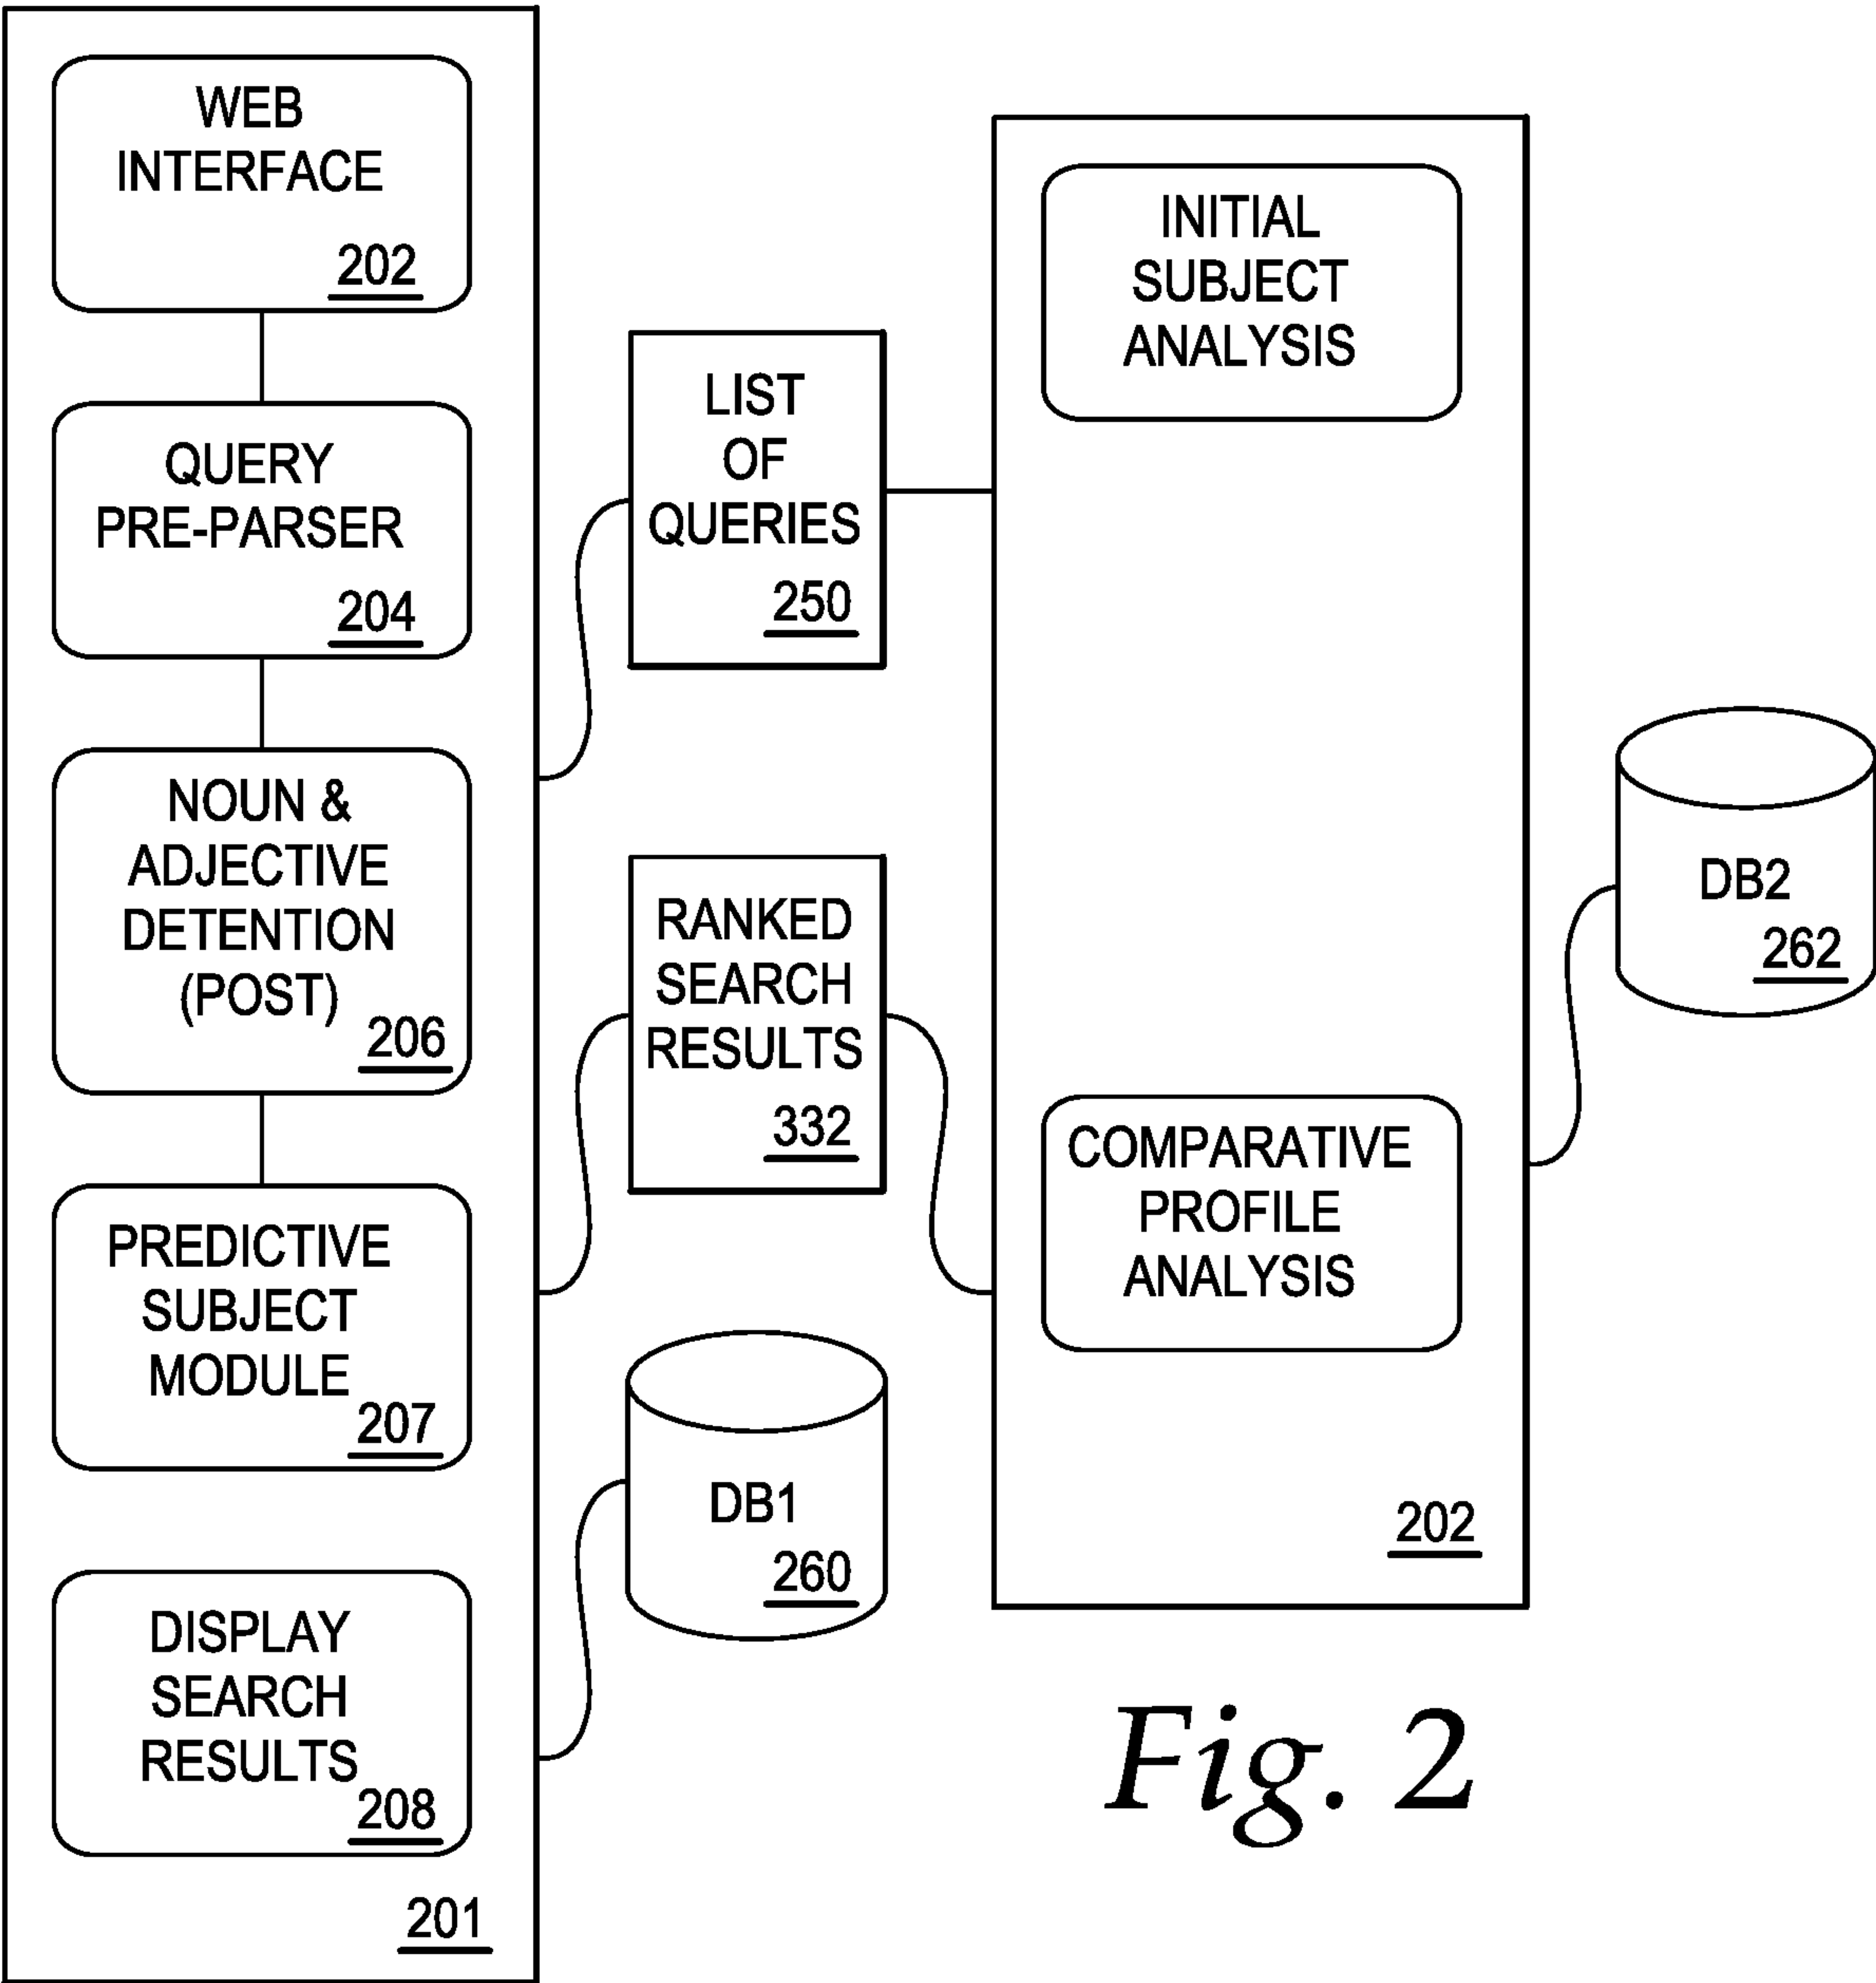 WEB
INTERFACE
202
QUERY
PRE-PARSER
204
NOUN &
ADJECTIVE
DETENTION
(POST)
206
PREDICTIVE
SUBJECT
MODULE
207
DISPLAY
SEARCH
RESULTS
208
201
LIST
OF
QUERIES
250
RANKED
SEARCH
RESULTS
332
DB1
260
INITIAL
SUBJECT
ANALYSIS
COMPARATIVE
PROFILE
ANALYSIS
202
DB2
262
Fig. 2